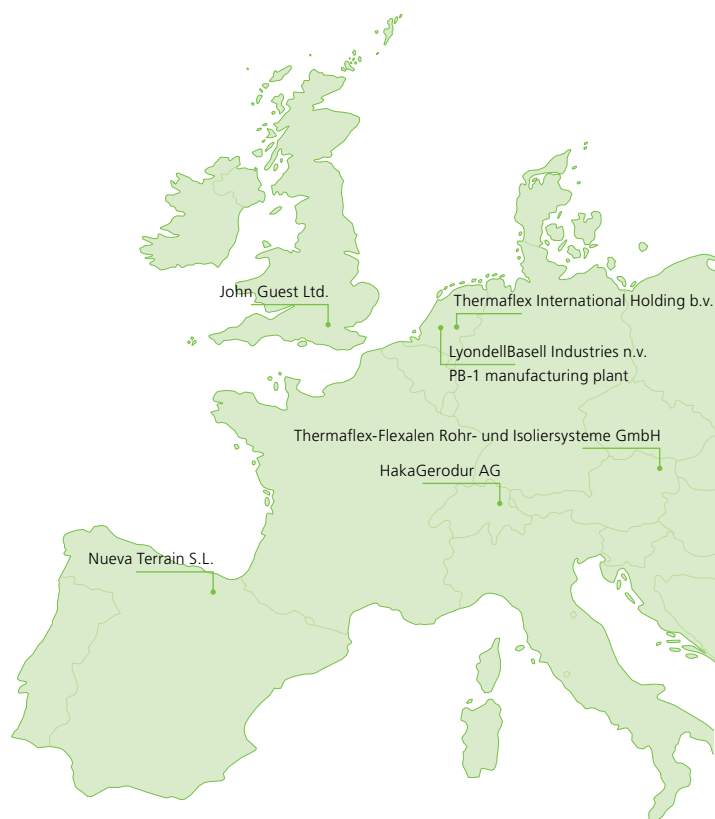 John Guest Ltd.
Thermaflex International Holding b.v.
LyondellBasell Industries n.v.
PB-1 manufacturing plant
Thermaflex-Flexalen Rohr- und Isoliersysteme GmbH
HakaGerodur AG
Nueva Terrain S.L.